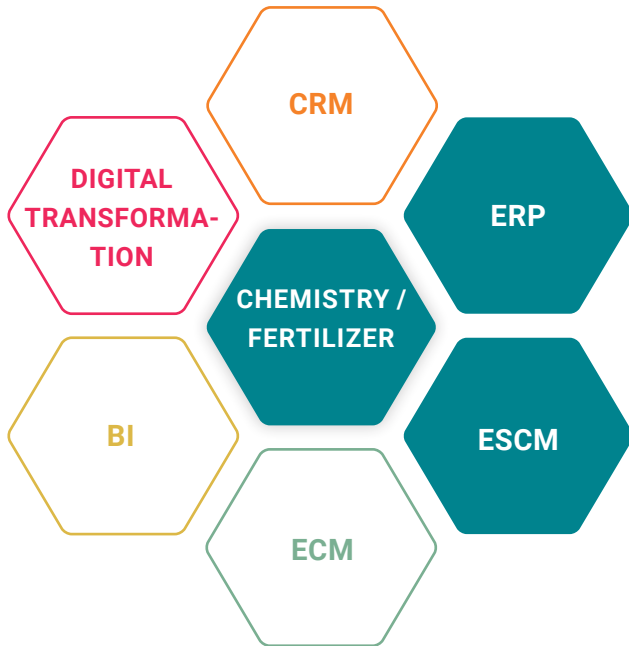 CRM
DIGITAL
TRANSFORMA-
TION
ERP
CHEMISTRY /
FERTILIZER
BI
ESCM
ECM